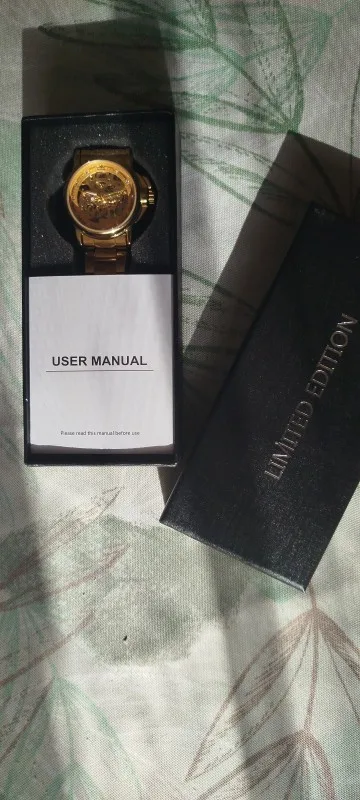 USER MANUAL
Please read this manual before use
LIMITED EDITION